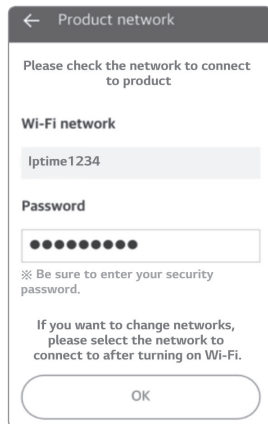 ← Product network
Please check the network to connect
to product
Wi-Fi network
Iptime1234
Password
●●●●●●●●●
※ Be sure to enter your security
password.
If you want to change networks,
please select the network to
connect to after turning on Wi-Fi.
OK